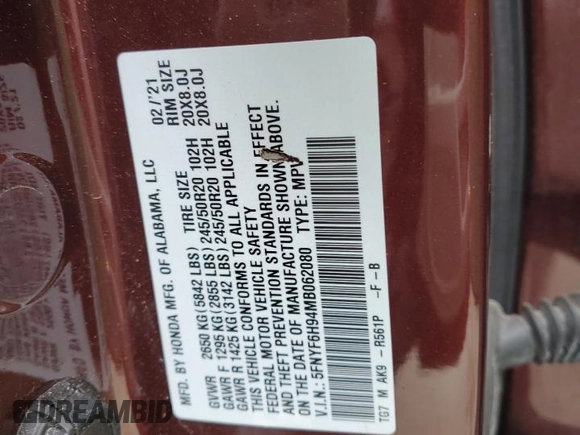 MFD. BY HONDA MFG. OF ALABAMA, LLC 02/'21
TIRE SIZE RIM SIZE
GVWR 2650 KG(5842 LBS)
GAWR F 1295 KG(2855 LBS) 245/50R20 102H 20X8.0J
GAWR R 1425 KG(3142 LBS) 245/50R20 102H 20X8.0J
THIS VEHICLE CONFORMS TO ALL APPLICABLE
FEDERAL MOTOR VEHICLE SAFETY
AND THEFT PREVENTION STANDARDS IN EFFECT
ON THE DATE OF MANUFACTURE SHOWN ABOVE.
V.I.N.: 5FNYF6H94MB062080 TYPE: MPV
TG7 M AK9 -R561P -F-B
DREAMBID